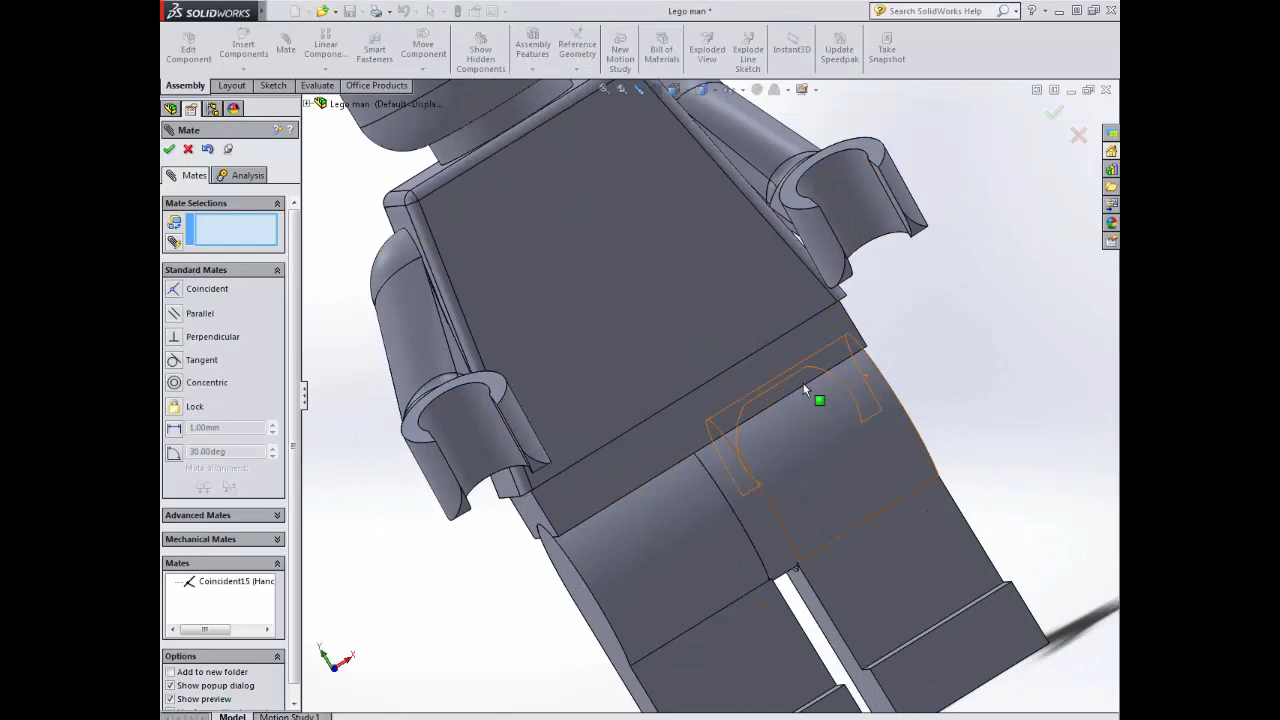 SOLIDWORKS
Lego man *
Search SolidWorks Help
Edit Component
Insert Components
Mate
Linear Compone...
Smart Fasteners
Move Component
Show Hidden Components
Assembly Features
Reference Geometry
New Motion Study
Bill of Materials
Exploded View
Explode Line Sketch
Instant3D
Update Speedpak
Take Snapshot
Assembly
Layout
Sketch
Evaluate
Office Products
Lego man (Default<Displa...
Mate
Mates
Analysis
Mate Selections
Standard Mates
Coincident
Parallel
Perpendicular
Tangent
Concentric
Lock
1.00mm
30.00deg
Mate alignment:
Advanced Mates
Mechanical Mates
Mates
Coincident15 (Hand
Options
Add to new folder
Show popup dialog
Show preview
Y
X
Model
Motion Study 1